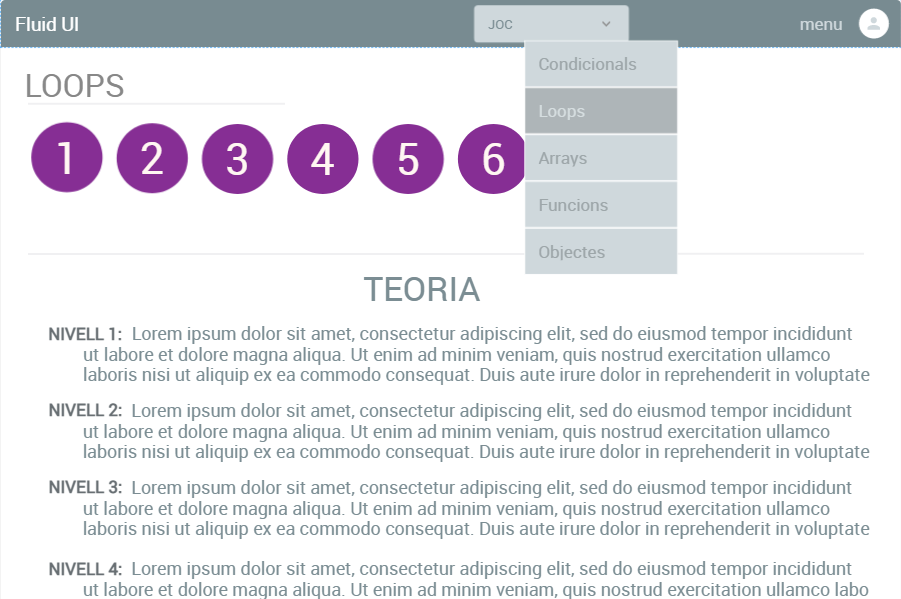 Fluid UI
JOC
menu
Condicionals
Loops
Arrays
Funcions
Objectes
LOOPS
1 2 3 4 5 6
TEORIA
NIVELL 1: Lorem ipsum dolor sit amet, consectetur adipiscing elit, sed do eiusmod tempor incididunt
ut labore et dolore magna aliqua. Ut enim ad minim veniam, quis nostrud exercitation ullamco
laboris nisi ut aliquip ex ea commodo consequat. Duis aute irure dolor in reprehenderit in voluptate
NIVELL 2: Lorem ipsum dolor sit amet, consectetur adipiscing elit, sed do eiusmod tempor incididunt
ut labore et dolore magna aliqua. Ut enim ad minim veniam, quis nostrud exercitation ullamco
laboris nisi ut aliquip ex ea commodo consequat. Duis aute irure dolor in reprehenderit in voluptate
NIVELL 3: Lorem ipsum dolor sit amet, consectetur adipiscing elit, sed do eiusmod tempor incididunt
ut labore et dolore magna aliqua. Ut enim ad minim veniam, quis nostrud exercitation ullamco
laboris nisi ut aliquip ex ea commodo consequat. Duis aute irure dolor in reprehenderit in voluptate
NIVELL 4: Lorem ipsum dolor sit amet, consectetur adipiscing elit, sed do eiusmod tempor incididunt
ut labore et dolore magna aliqua. Ut enim ad minim veniam, quis nostrud exercitation ullamco labo